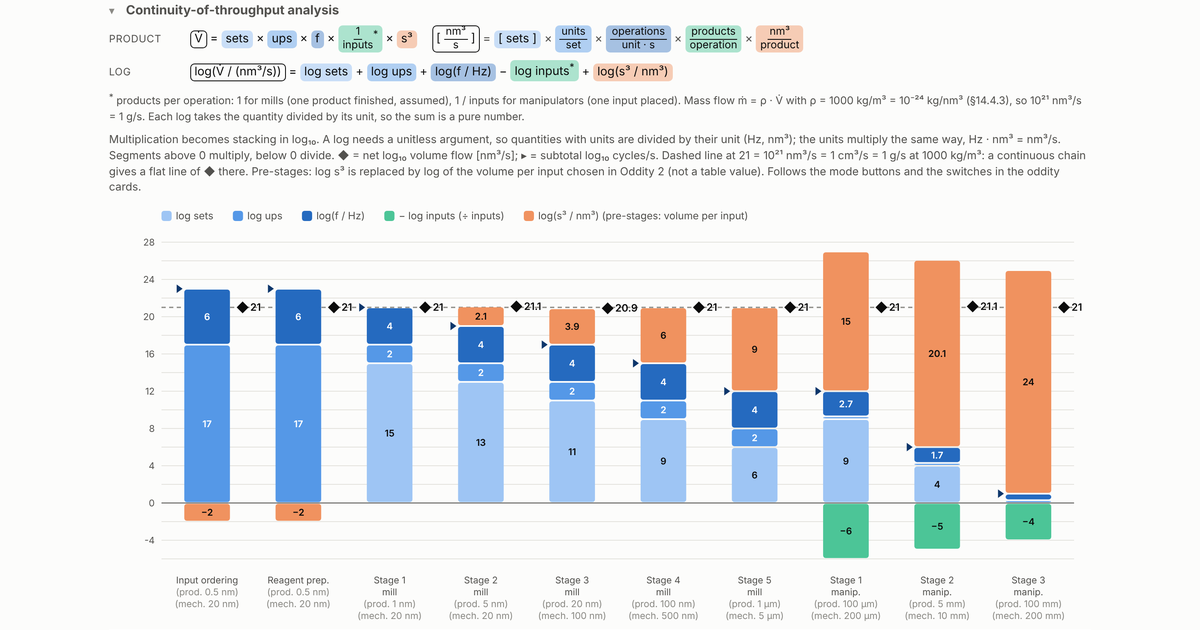 ▼ Continuity-of-throughput analysis
PRODUCT V̇ = sets × ups × f × 1/inputs * × s³ [ nm³/s ] = [ sets ] × units/set × operations/unit · s × products/operation × nm³/product
LOG log(V̇ / (nm³/s)) = log sets + log ups + log(f / Hz) − log inputs* + log(s³ / nm³)
* products per operation: 1 for mills (one product finished, assumed), 1 / inputs for manipulators (one input placed). Mass flow ṁ = ρ · V̇ with ρ = 1000 kg/m³ = 10⁻²⁴ kg/nm³ (§14.4.3), so 10²¹ nm³/s
= 1 g/s. Each log takes the quantity divided by its unit, so the sum is a pure number.
Multiplication becomes stacking in log₁₀. A log needs a unitless argument, so quantities with units are divided by their unit (Hz, nm³); the units multiply the same way, Hz · nm³ = nm³/s.
Segments above 0 multiply, below 0 divide. ◆ = net log₁₀ volume flow [nm³/s]; ▸ = subtotal log₁₀ cycles/s. Dashed line at 21 = 10²¹ nm³/s = 1 cm³/s = 1 g/s at 1000 kg/m³: a continuous chain
gives a flat line of ◆ there. Pre-stages: log s³ is replaced by log of the volume per input chosen in Oddity 2 (not a table value). Follows the mode buttons and the switches in the oddity
cards.
log sets log ups log(f / Hz) − log inputs (÷ inputs) log(s³ / nm³) (pre-stages: volume per input)
28
24
20
16
12
8
4
0
-4
6 17 −2 21
6 17 −2 21
4 2 15 21
2.1 4 2 13 21.1
3.9 4 2 11 20.9
6 4 2 9 21
9 4 2 6 21
15 2.7 9 −6 21
20.1 1.7 4 −5 21.1
24 −4 21
Input ordering Reagent prep. Stage 1 Stage 2 Stage 3 Stage 4 Stage 5 Stage 1 Stage 2 Stage 3
(prod. 0.5 nm) (prod. 0.5 nm) mill mill mill mill mill manip. manip. manip.
(mech. 20 nm) (mech. 20 nm) (prod. 1 nm) (prod. 5 nm) (prod. 20 nm) (prod. 100 nm) (prod. 1 µm) (prod. 100 µm) (prod. 5 mm) (prod. 100 mm)
(mech. 20 nm) (mech. 20 nm) (mech. 100 nm) (mech. 500 nm) (mech. 5 µm) (mech. 200 µm) (mech. 10 mm) (mech. 200 mm)